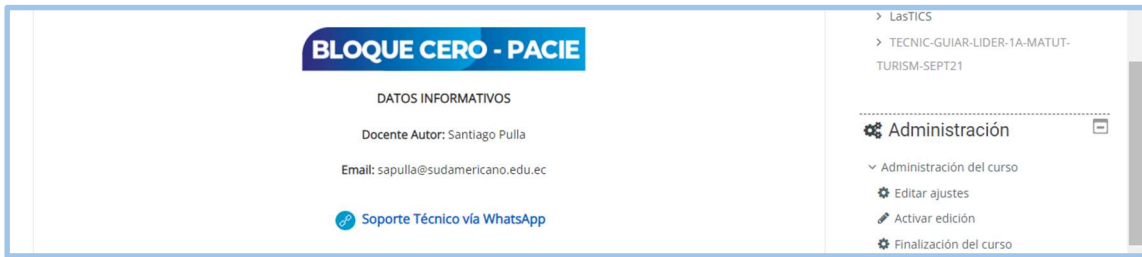 BLOQUE CERO - PACIE
DATOS INFORMATIVOS
Docente Autor: Santiago Pulla
Email: sapulla@sudamericano.edu.ec
Soporte Técnico vía WhatsApp
> LasTICS
> TECNIC-GUIAR-LIDER-1A-MATUT-
TURISM-SEPT21
Administración
Administración del curso
Editar ajustes
Activar edición
Finalización del curso